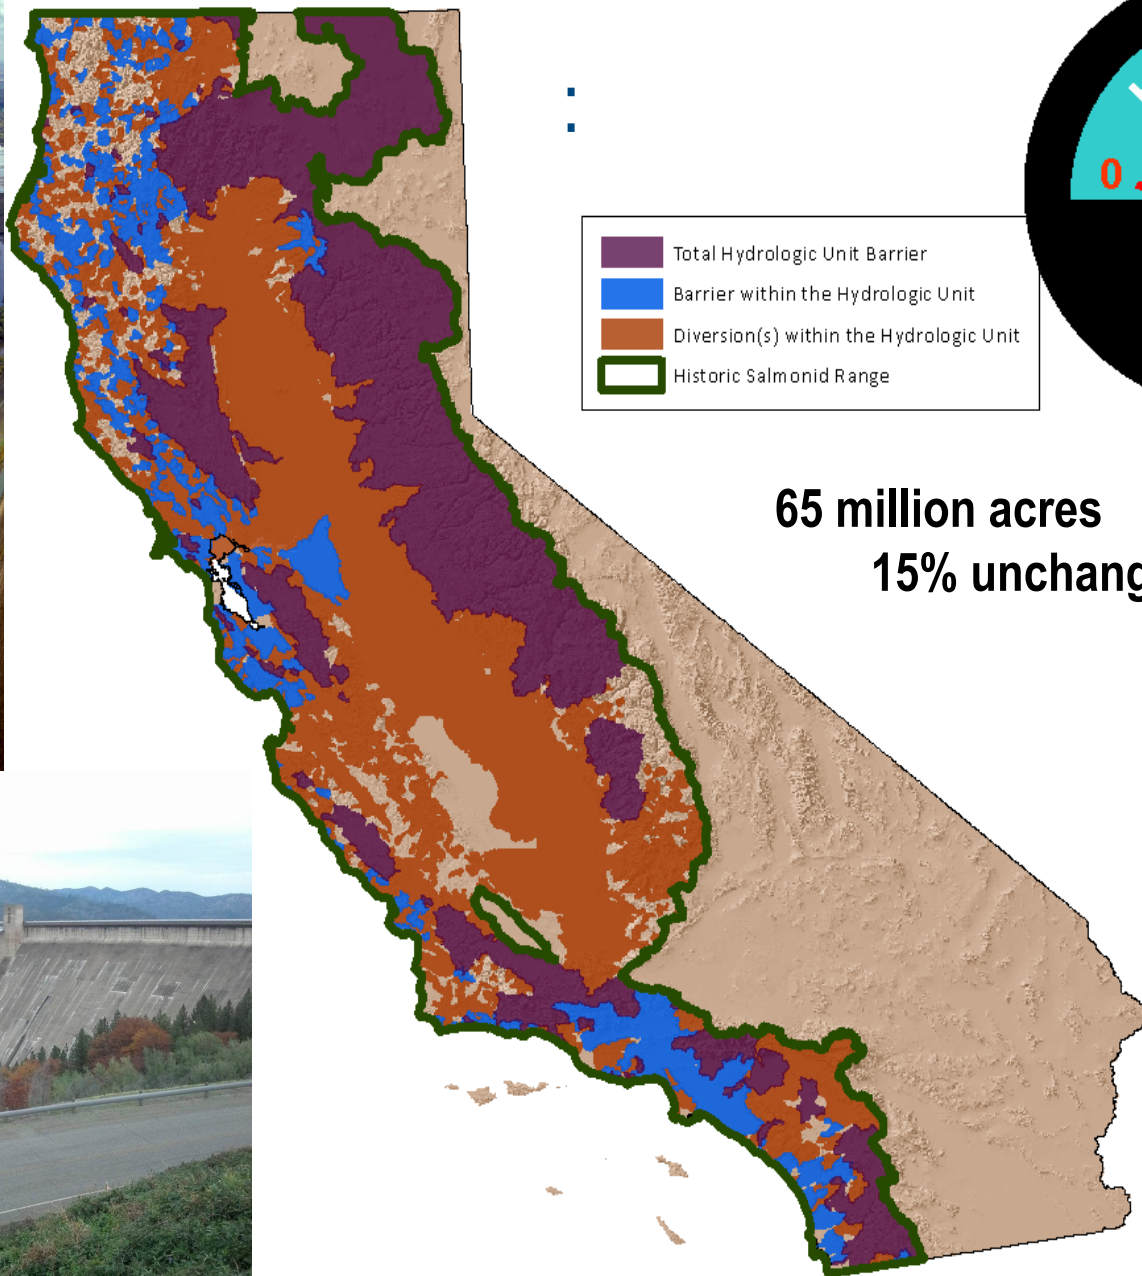 :
:
0
Total Hydrologic Unit Barrier
Barrier within the Hydrologic Unit
Diversion(s) within the Hydrologic Unit
Historic Salmonid Range
65 million acres
15% unchang